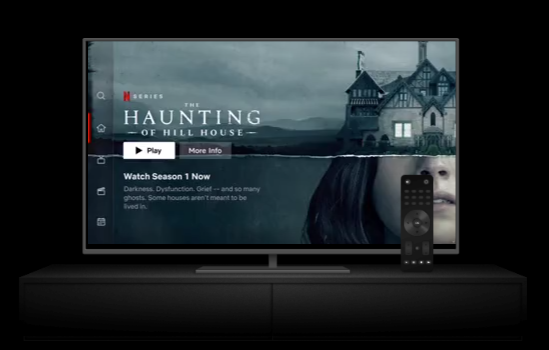 N SERIES
THE
HAUNTING
OF HILL HOUSE
Play
More Info
Watch Season 1 Now
Darkness. Dysfunction. Grief -- and so many
ghosts. Some houses aren't meant to be
lived in.